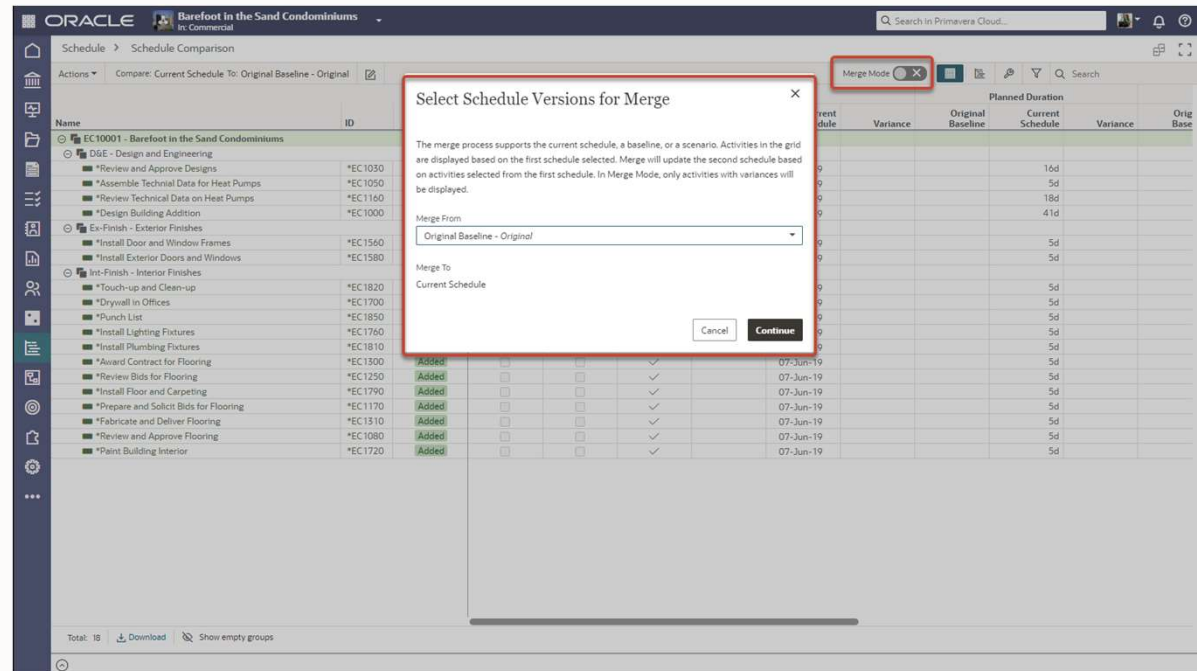 ORACLE
Barefoot in the Sand Condominiums
In: Commercial
Search in Primavera Cloud...
Schedule > Schedule Comparison
Actions
Compare: Current Schedule To: Original Baseline - Original
Merge Mode
Search
Planned Duration
Name
ID
Variance
Original Baseline
Current Schedule
Variance
Select Schedule Versions for Merge
The merge process supports the current schedule, a baseline, or a scenario. Activities in the grid
are displayed based on the first schedule selected. Merge will update the second schedule based
on activities selected from the first schedule. In Merge Mode, only activities with variances will
be displayed.
Merge From
Original Baseline - Original
Merge To
Current Schedule
Cancel Continue
EC10001 - Barefoot in the Sand Condominiums
D&E - Design and Engineering
*Review and Approve Designs *EC1030 16d
*Assemble Technial Data for Heat Pumps *EC1050 5d
*Review Technical Data on Heat Pumps *EC1160 18d
*Design Building Addition *EC1000 41d
Ex-Finish - Exterior Finishes
*Install Door and Window Frames *EC1560 5d
*Install Exterior Doors and Windows *EC1580 5d
Int-Finish - Interior Finishes
*Touch-up and Clean-up *EC1820 5d
*Drywall in Offices *EC1700 5d
*Punch List *EC1850 5d
*Install Lighting Fixtures *EC1760 5d
*Install Plumbing Fixtures *EC1810 5d
*Award Contract for Flooring *EC1300 Added 07-Jun-19 5d
*Review Bids for Flooring *EC1250 Added 07-Jun-19 5d
*Install Floor and Carpeting *EC1790 Added 07-Jun-19 5d
*Prepare and Solicit Bids for Flooring *EC1170 Added 07-Jun-19 5d
*Fabricate and Deliver Flooring *EC1310 Added 07-Jun-19 5d
*Review and Approve Flooring *EC1080 Added 07-Jun-19 5d
*Paint Building Interior *EC1720 Added 07-Jun-19 5d
Total: 18 Download Show empty groups